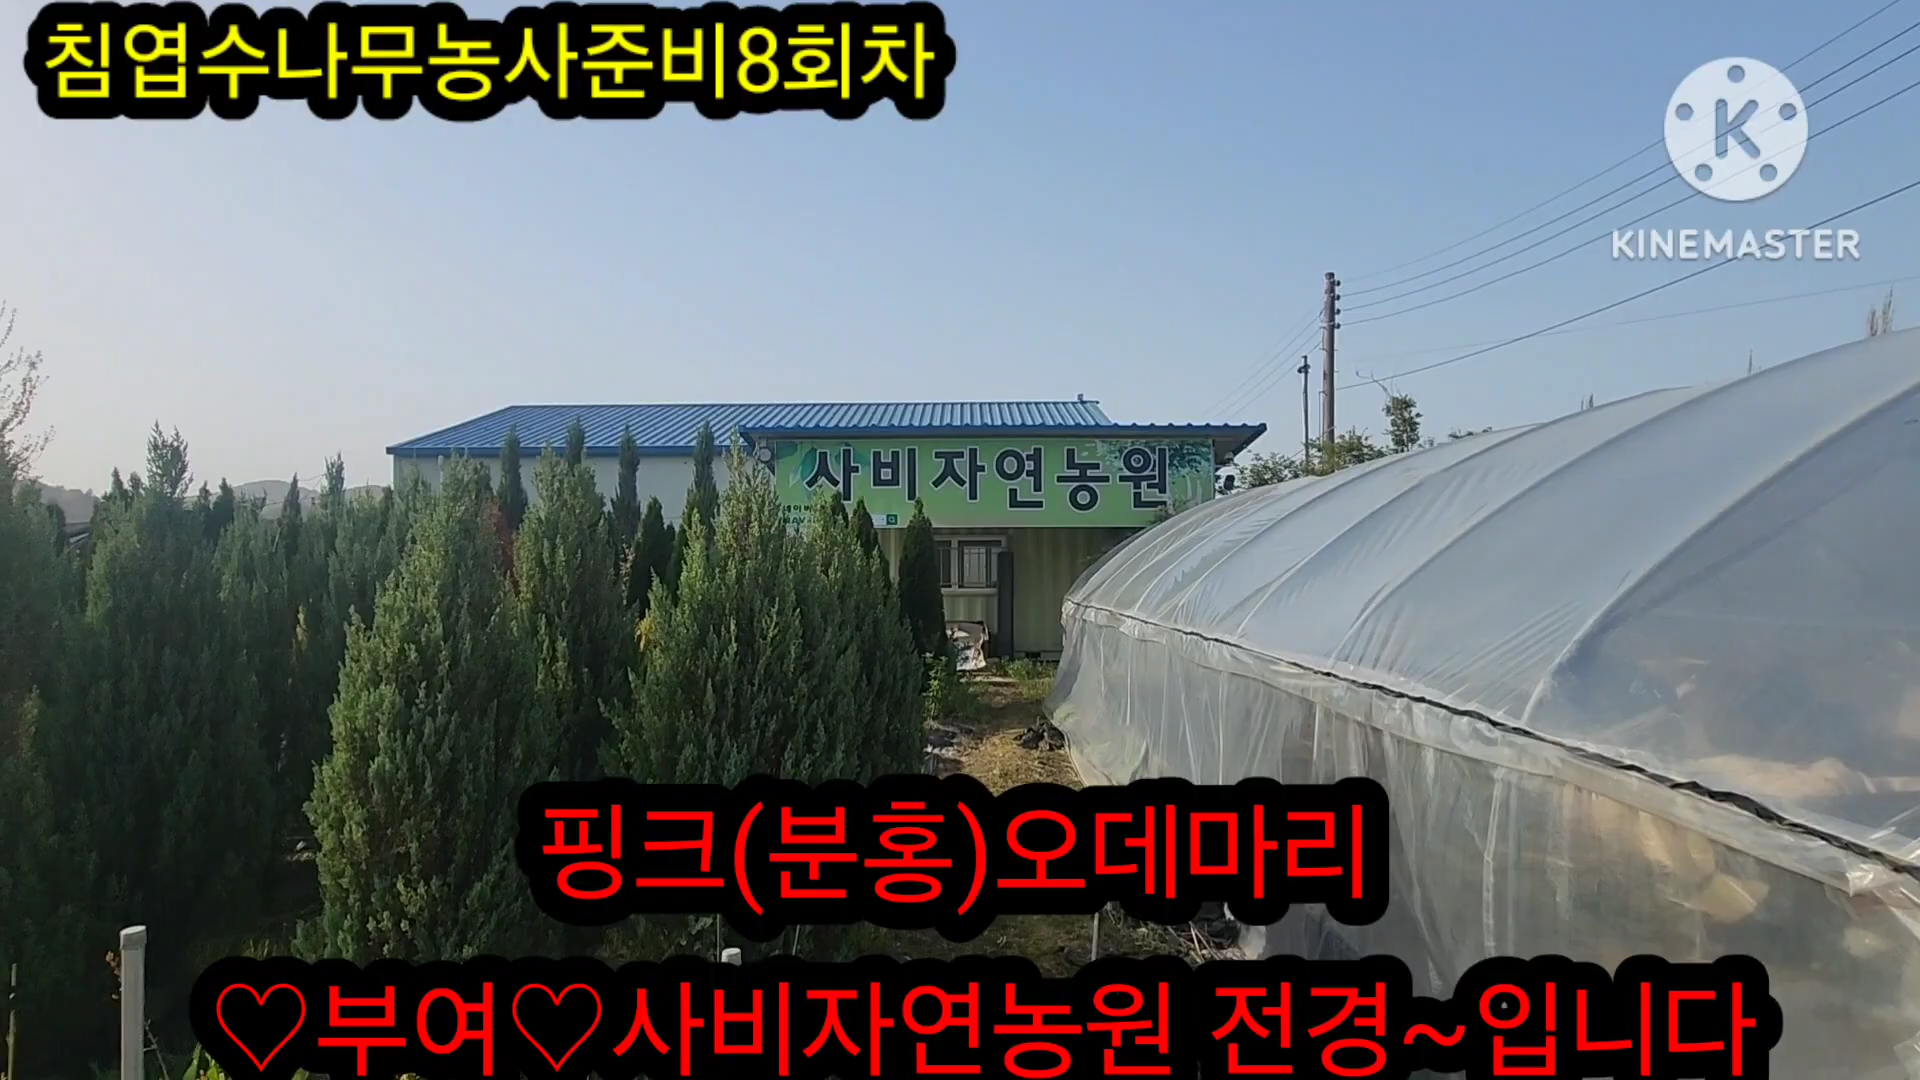 침엽수나무농사준비8회차
K
KINEMASTER
사비자연농원
핑크(분홍)오데마리
♡부여♡사비자연농원 전경~입니다